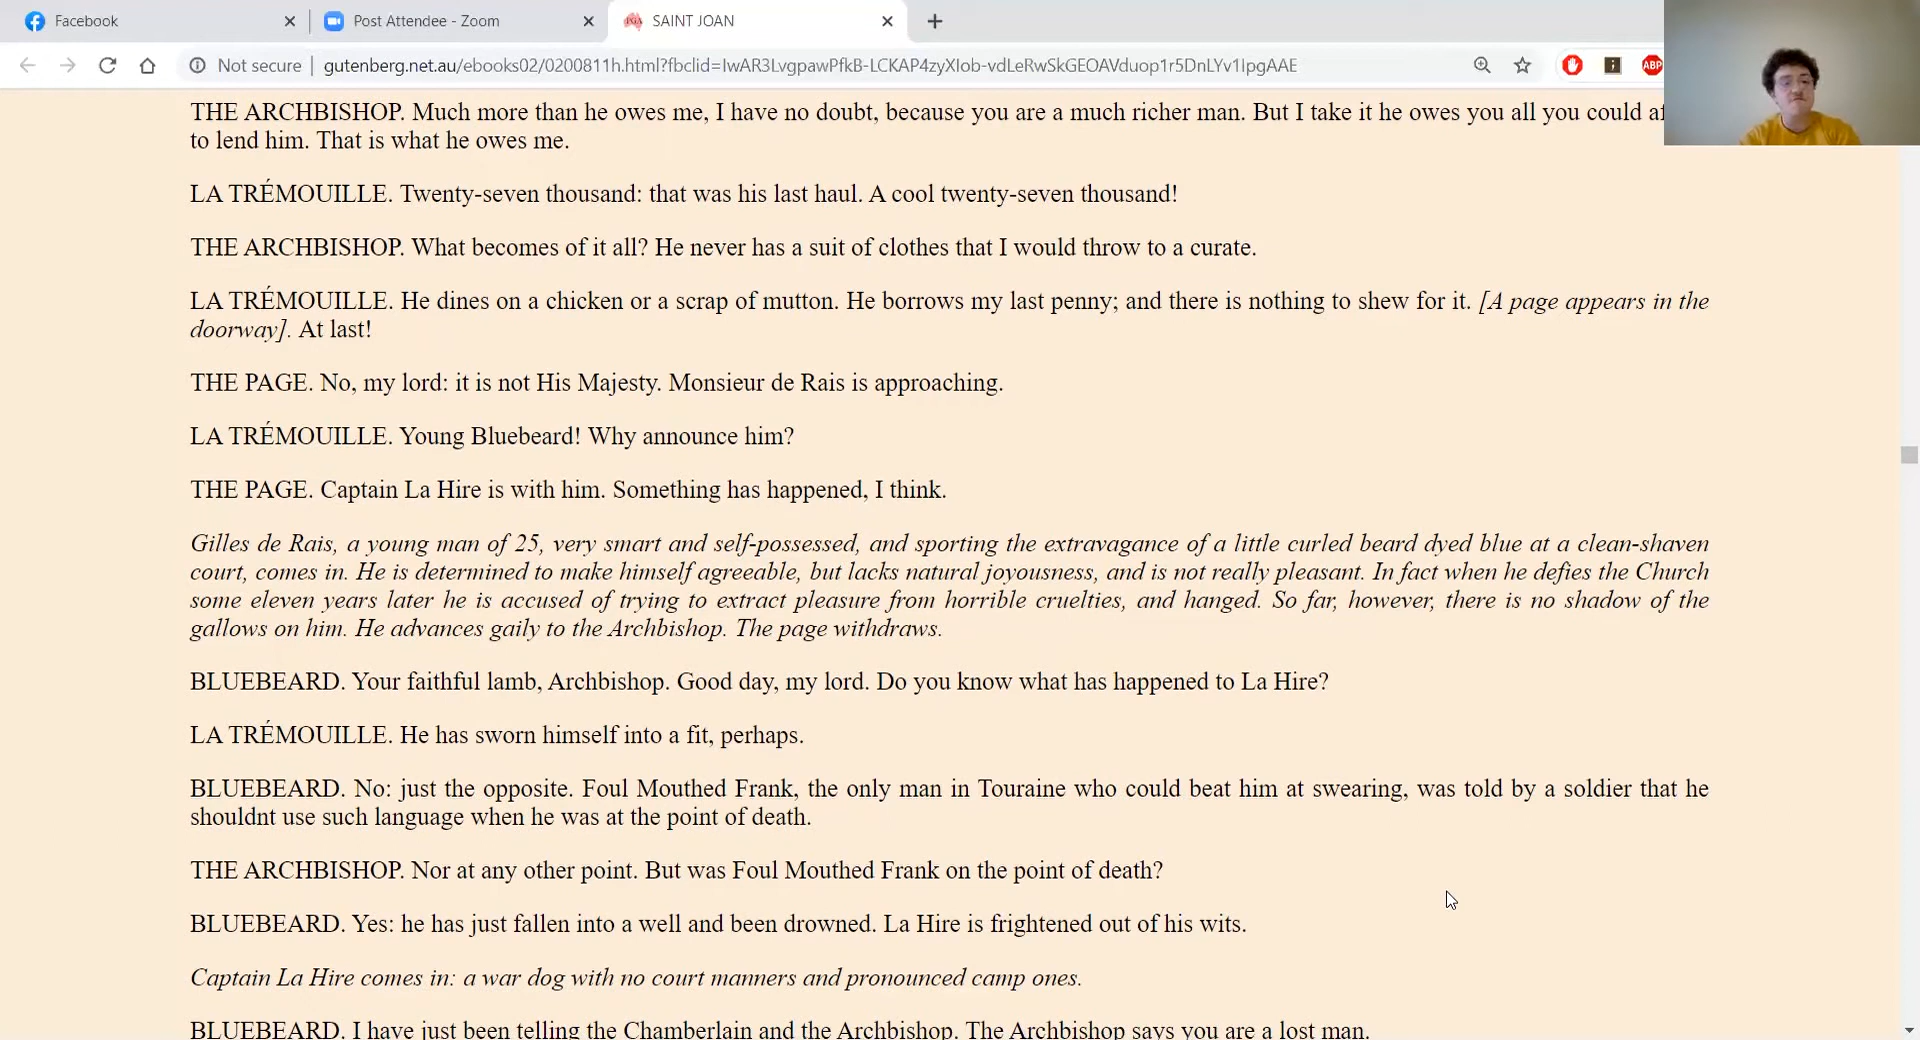 Facebook
Post Attendee - Zoom
SAINT JOAN
Not secure | gutenberg.net.au/ebooks02/0200811h.html?fbclid=IwAR3LvgpawPfkB-LCKAP4zyXIob-vdLeRwSkGEOAVduop1r5DnLYv1IpgAAE
ABP
THE ARCHBISHOP. Much more than he owes me, I have no doubt, because you are a much richer man. But I take it he owes you all you could
to lend him. That is what he owes me.
LA TRÉMOUILLE. Twenty-seven thousand: that was his last haul. A cool twenty-seven thousand!
THE ARCHBISHOP. What becomes of it all? He never has a suit of clothes that I would throw to a curate.
LA TRÉMOUILLE. He dines on a chicken or a scrap of mutton. He borrows my last penny; and there is nothing to shew for it. [A page appears in the
doorway]. At last!
THE PAGE. No, my lord: it is not His Majesty. Monsieur de Rais is approaching.
LA TRÉMOUILLE. Young Bluebeard! Why announce him?
THE PAGE. Captain La Hire is with him. Something has happened, I think.
Gilles de Rais, a young man of 25, very smart and self-possessed, and sporting the extravagance of a little curled beard dyed blue at a clean-shaven
court, comes in. He is determined to make himself agreeable, but lacks natural joyousness, and is not really pleasant. In fact when he defies the Church
some eleven years later he is accused of trying to extract pleasure from horrible cruelties, and hanged. So far, however, there is no shadow of the
gallows on him. He advances gaily to the Archbishop. The page withdraws.
BLUEBEARD. Your faithful lamb, Archbishop. Good day, my lord. Do you know what has happened to La Hire?
LA TRÉMOUILLE. He has sworn himself into a fit, perhaps.
BLUEBEARD. No: just the opposite. Foul Mouthed Frank, the only man in Touraine who could beat him at swearing, was told by a soldier that he
shouldnt use such language when he was at the point of death.
THE ARCHBISHOP. Nor at any other point. But was Foul Mouthed Frank on the point of death?
BLUEBEARD. Yes: he has just fallen into a well and been drowned. La Hire is frightened out of his wits.
Captain La Hire comes in: a war dog with no court manners and pronounced camp ones.
BLUEBEARD. I have just been telling the Chamberlain and the Archbishop. The Archbishop says you are a lost man.